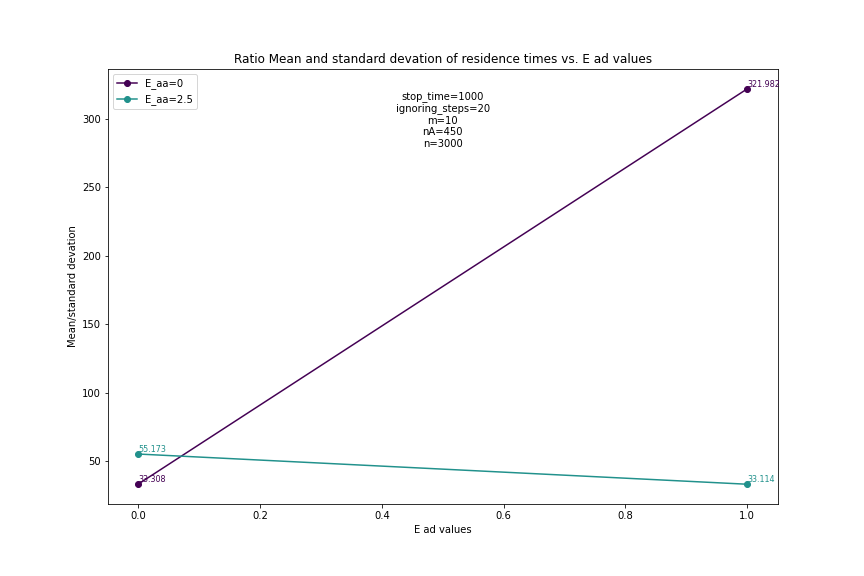 Ratio Mean and standard devation of residence times vs. E ad values
E_aa=0
E_aa=2.5
stop_time=1000
ignoring_steps=20
m=10
nA=450
n=3000
321.982
55.173
33.308
33.114
Mean/standard devation
300
250
200
150
100
50
0.0 0.2 0.4 0.6 0.8 1.0
E ad values